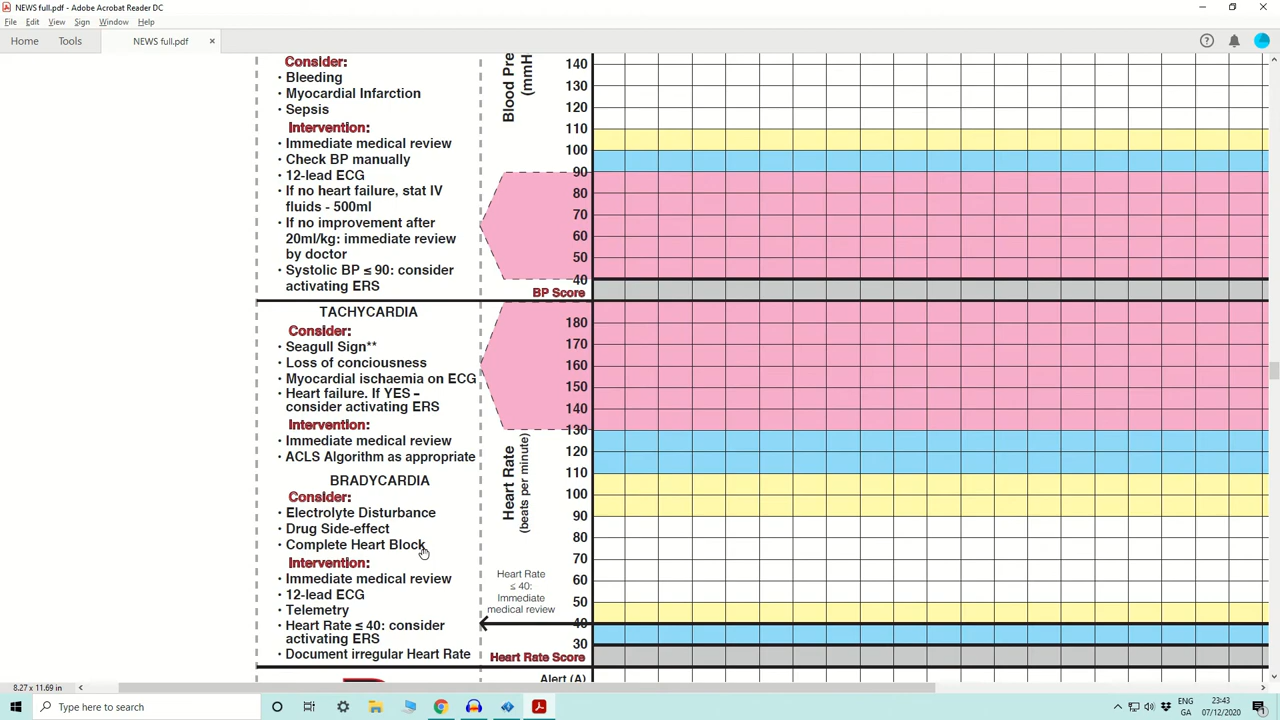 NEWS full.pdf - Adobe Acrobat Reader DC
File Edit View Sign Window Help
Home Tools NEWS full.pdf ×
Consider:
• Bleeding
• Myocardial Infarction
• Sepsis
Intervention:
• Immediate medical review
• Check BP manually
• 12-lead ECG
• If no heart failure, stat IV
fluids - 500ml
• If no improvement after
20ml/kg: immediate review
by doctor
• Systolic BP ≤ 90: consider
activating ERS
Blood Pre
(mmH
140
130
120
110
100
90
80
70
60
50
40
BP Score
TACHYCARDIA
Consider:
• Seagull Sign**
• Loss of conciousness
• Myocardial ischaemia on ECG
• Heart failure. If YES –
consider activating ERS
Intervention:
• Immediate medical review
• ACLS Algorithm as appropriate
BRADYCARDIA
Consider:
• Electrolyte Disturbance
• Drug Side-effect
• Complete Heart Block
Intervention:
• Immediate medical review
• 12-lead ECG
• Telemetry
• Heart Rate ≤ 40: consider
activating ERS
• Document irregular Heart Rate
Heart Rate
(beats per minute)
Heart Rate
≤ 40:
Immediate
medical review
180
170
160
150
140
130
120
110
100
90
80
70
60
50
40
30
Heart Rate Score
Alert (A)
8.27 x 11.69 in
Type here to search
ENG
GA
23:43
07/12/2020